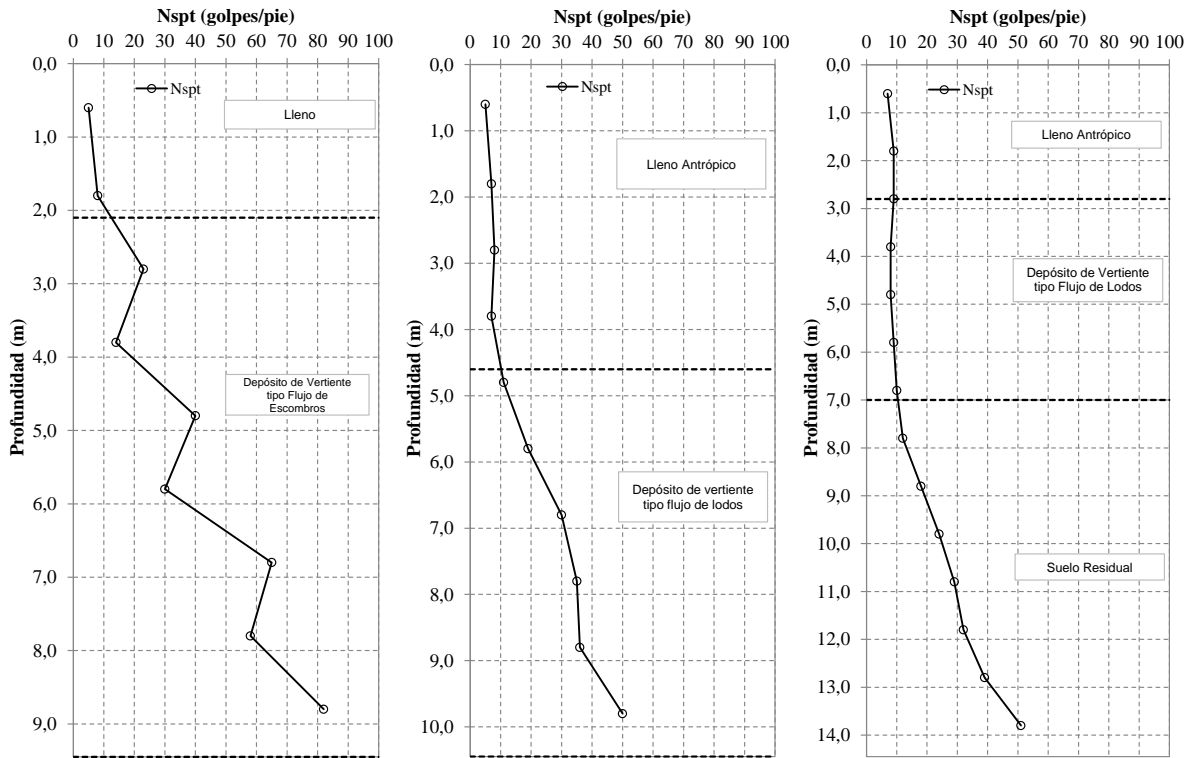 Nspt (golpes/pie)
0 10 20 30 40 50 60 70 80 90 100
0,0
1,0
2,0
3,0
4,0
5,0
6,0
7,0
8,0
9,0
Profundidad (m)
Nspt
Lleno
Depósito de Vertiente
tipo Flujo de
Escombros
Nspt (golpes/pie)
0 10 20 30 40 50 60 70 80 90 100
0,0
1,0
2,0
3,0
4,0
5,0
6,0
7,0
8,0
9,0
10,0
Profundidad (m)
Nspt
Lleno Antrópico
Depósito de vertiente
tipo flujo de lodos
Nspt (golpes/pie)
0 10 20 30 40 50 60 70 80 90 100
0,0
1,0
2,0
3,0
4,0
5,0
6,0
7,0
8,0
9,0
10,0
11,0
12,0
13,0
14,0
Profundidad (m)
Nspt
Lleno Antrópico
Depósito de Vertiente
tipo Flujo de Lodos
Suelo Residual